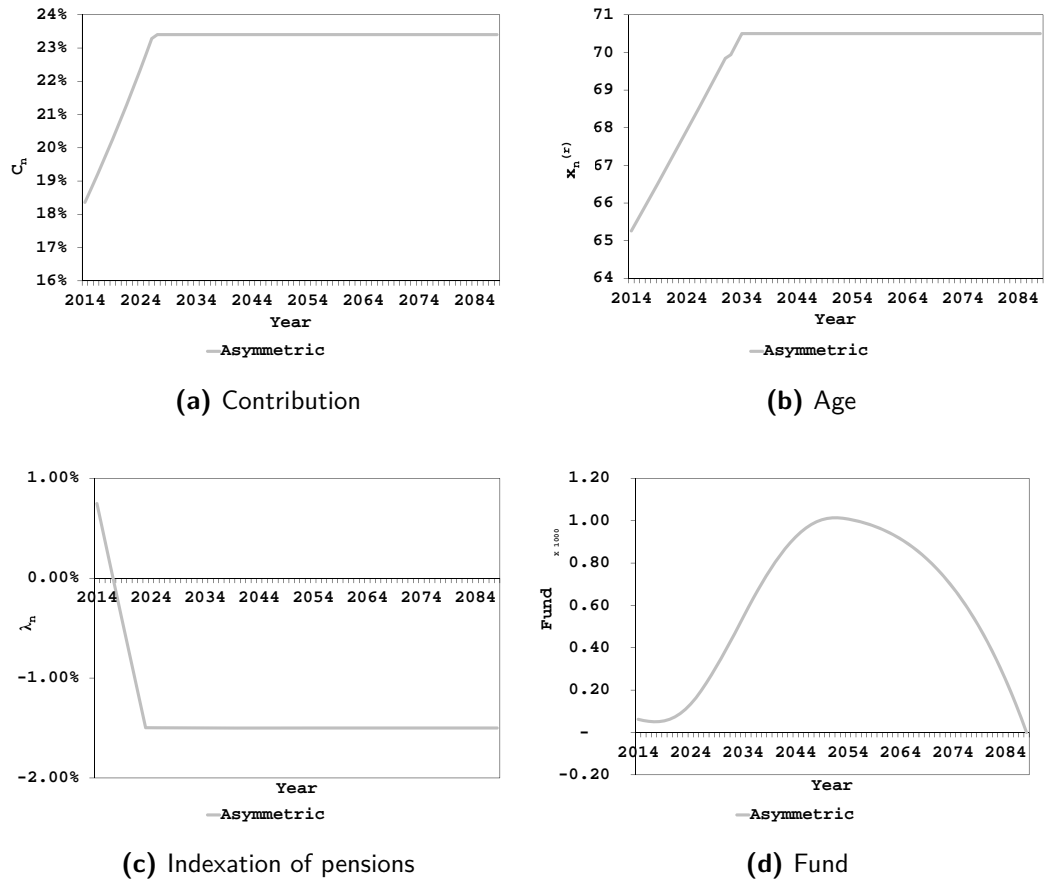 24%
23%
22%
21%
20%
19%
18%
17%
16%
C_n
2014 2024 2034 2044 2054 2064 2074 2084
Year
Asymmetric
(a) Contribution
71
70
69
68
67
66
65
64
x_n^(r)
2014 2024 2034 2044 2054 2064 2074 2084
Year
Asymmetric
(b) Age
1.00%
0.00%
-1.00%
-2.00%
λ_n
2014 2024 2034 2044 2054 2064 2074 2084
Year
Asymmetric
(c) Indexation of pensions
1.20
1.00
0.80
0.60
0.40
0.20
-
-0.20
x 1000
Fund
2014 2024 2034 2044 2054 2064 2074 2084
Year
Asymmetric
(d) Fund